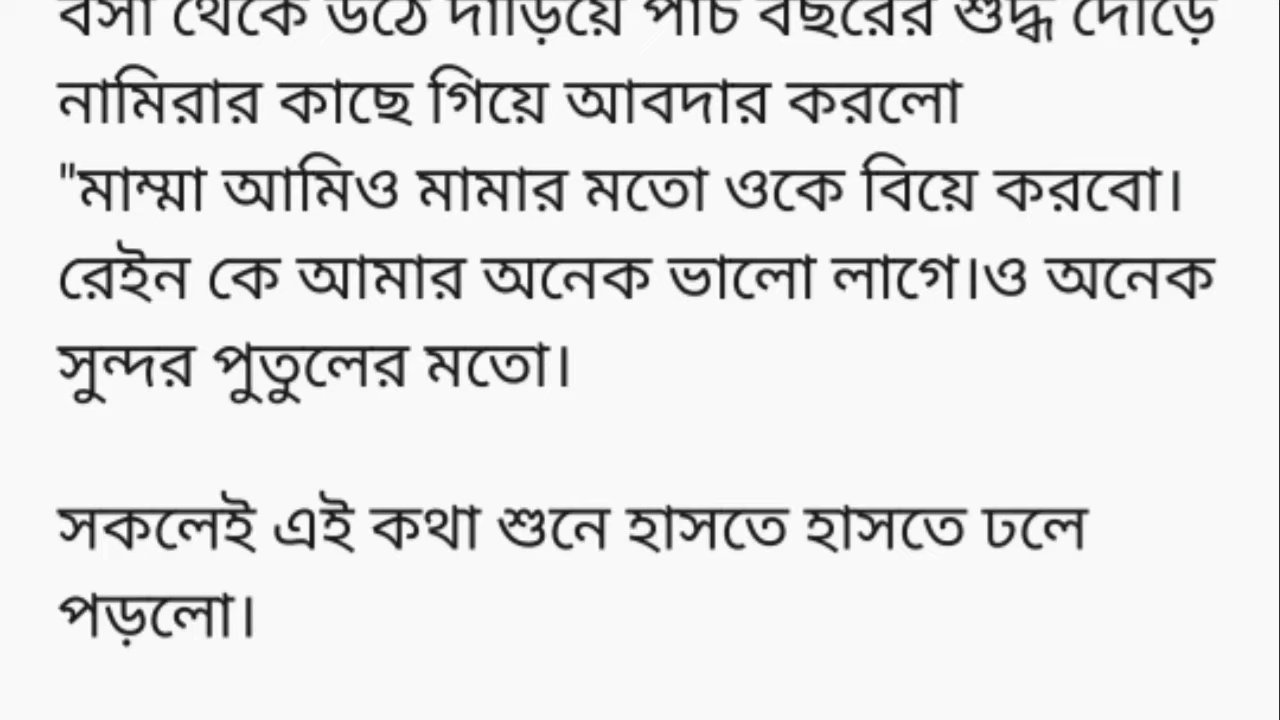 বসা থেকে উঠে দাঁড়িয়ে পাঁচ বছরের শুদ্ধ দৌড়ে
নামিরার কাছে গিয়ে আবদার করলো
"মাম্মা আমিও মামার মতো ওকে বিয়ে করবো।
রেইন কে আমার অনেক ভালো লাগে।ও অনেক
সুন্দর পুতুলের মতো।
সকলেই এই কথা শুনে হাসতে হাসতে ঢলে
পড়লো।